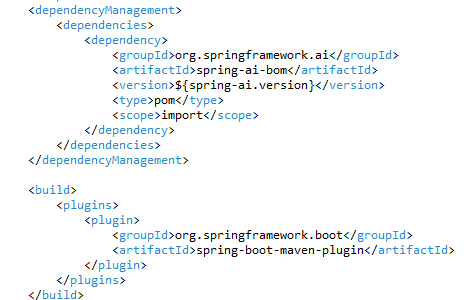 <dependencyManagement>
<dependencies>
<dependency>
<groupId>org.springframework.ai</groupId>
<artifactId>spring-ai-bom</artifactId>
<version>${spring-ai.version}</version>
<type>pom</type>
<scope>import</scope>
</dependency>
</dependencies>
</dependencyManagement>
<build>
<plugins>
<plugin>
<groupId>org.springframework.boot</groupId>
<artifactId>spring-boot-maven-plugin</artifactId>
</plugin>
</plugins>
</build>